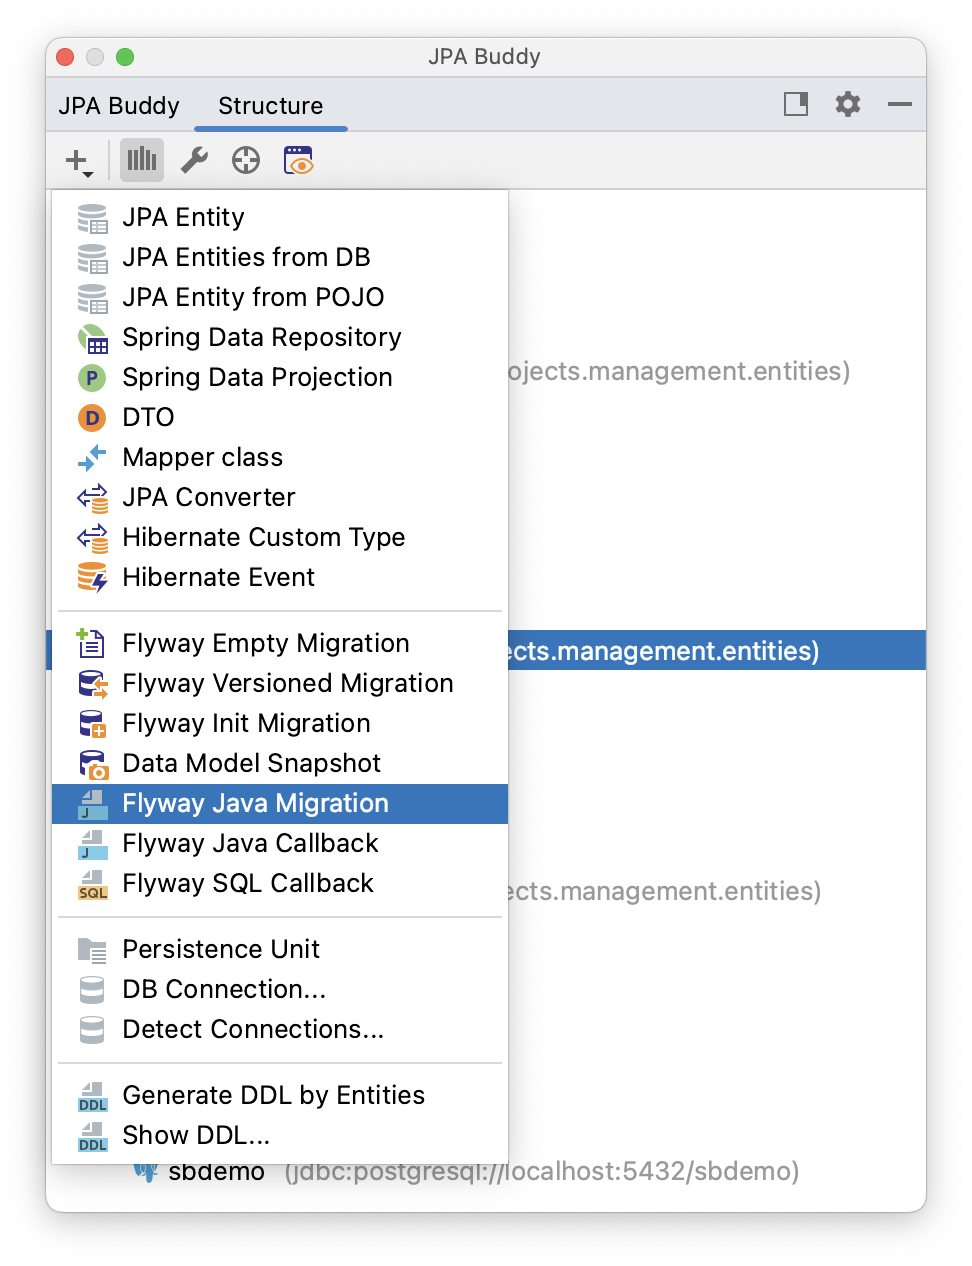 JPA Buddy
JPA Buddy Structure
JPA Entity
JPA Entities from DB
JPA Entity from POJO
Spring Data Repository
ojects.management.entities)
P Spring Data Projection
D DTO
Mapper class
JPA Converter
Hibernate Custom Type
Hibernate Event
Flyway Empty Migration
ects.management.entities)
Flyway Versioned Migration
Flyway Init Migration
Data Model Snapshot
J Flyway Java Migration
J Flyway Java Callback
SQL Flyway SQL Callback
ects.management.entities)
Persistence Unit
DB Connection...
Detect Connections...
DDL Generate DDL by Entities
DDL Show DDL...
sbdemo (jdbc:postgresql://localhost:5432/sbdemo)